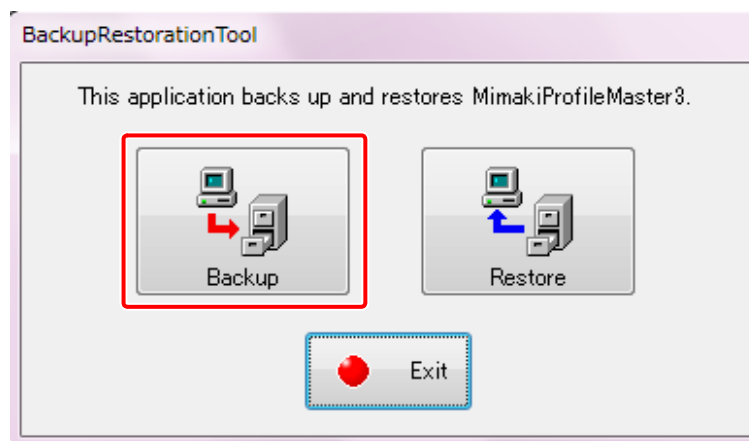 BackupRestorationTool
This application backs up and restores MimakiProfileMaster3.
Backup
Restore
Exit